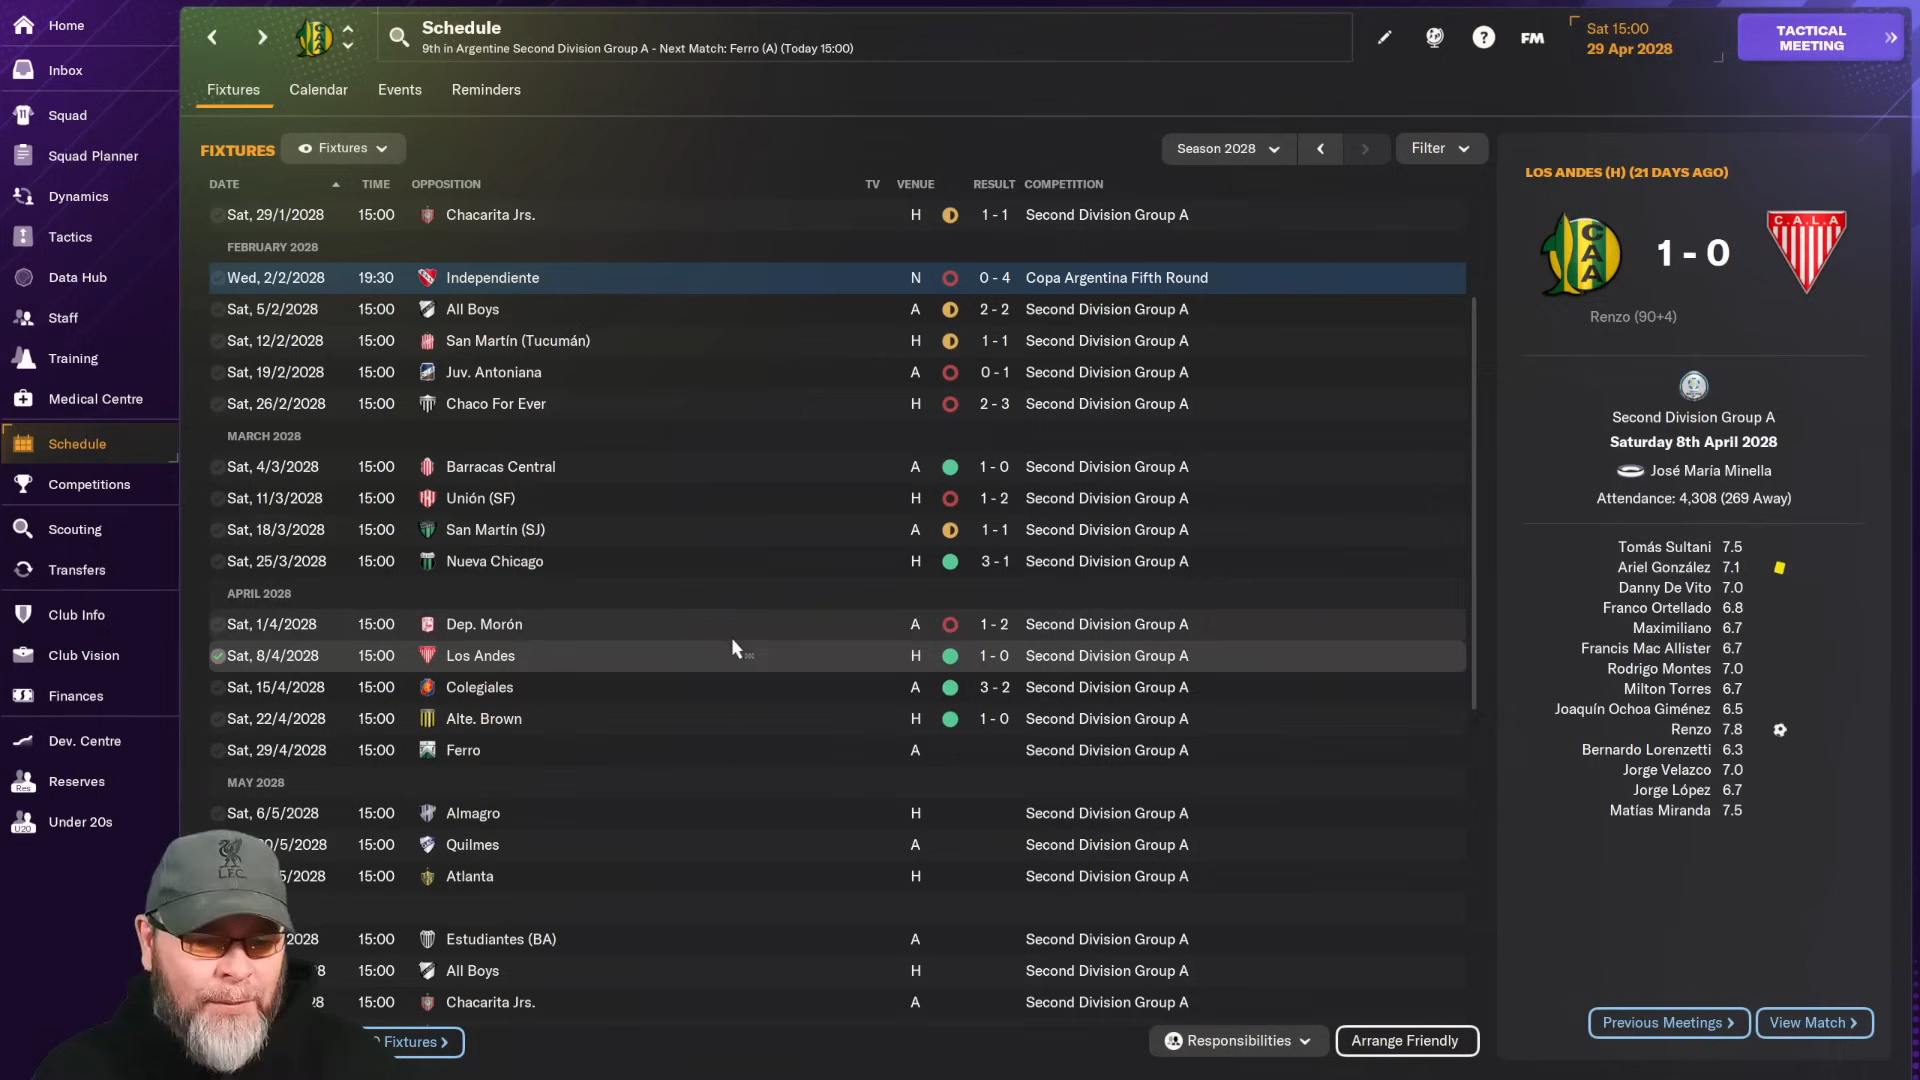 Home
Inbox
Squad
Squad Planner
Dynamics
Tactics
Data Hub
Staff
Training
Medical Centre
Schedule
Competitions
Scouting
Transfers
Club Info
Club Vision
Finances
Dev. Centre
Res
Reserves
U20
Under 20s
CAA
Schedule
9th in Argentine Second Division Group A - Next Match: Ferro (A) (Today 15:00)
FM
Sat 15:00
29 Apr 2028
TACTICAL MEETING
Fixtures Calendar Events Reminders
FIXTURES Fixtures Season 2028 Filter
DATE TIME OPPOSITION TV VENUE RESULT COMPETITION
Sat, 29/1/2028 15:00 Chacarita Jrs. H 1 - 1 Second Division Group A
FEBRUARY 2028
Wed, 2/2/2028 19:30 Independiente N 0 - 4 Copa Argentina Fifth Round
Sat, 5/2/2028 15:00 All Boys A 2 - 2 Second Division Group A
Sat, 12/2/2028 15:00 San Martín (Tucumán) H 1 - 1 Second Division Group A
Sat, 19/2/2028 15:00 Juv. Antoniana A 0 - 1 Second Division Group A
Sat, 26/2/2028 15:00 Chaco For Ever H 2 - 3 Second Division Group A
MARCH 2028
Sat, 4/3/2028 15:00 Barracas Central A 1 - 0 Second Division Group A
Sat, 11/3/2028 15:00 Unión (SF) H 1 - 2 Second Division Group A
Sat, 18/3/2028 15:00 San Martín (SJ) A 1 - 1 Second Division Group A
Sat, 25/3/2028 15:00 Nueva Chicago H 3 - 1 Second Division Group A
APRIL 2028
Sat, 1/4/2028 15:00 Dep. Morón A 1 - 2 Second Division Group A
Sat, 8/4/2028 15:00 Los Andes H 1 - 0 Second Division Group A
Sat, 15/4/2028 15:00 Colegiales A 3 - 2 Second Division Group A
Sat, 22/4/2028 15:00 Alte. Brown H 1 - 0 Second Division Group A
Sat, 29/4/2028 15:00 Ferro A Second Division Group A
MAY 2028
Sat, 6/5/2028 15:00 Almagro H Second Division Group A
0/5/2028 15:00 Quilmes A Second Division Group A
5/2028 15:00 Atlanta H Second Division Group A
2028 15:00 Estudiantes (BA) A Second Division Group A
8 15:00 All Boys H Second Division Group A
28 15:00 Chacarita Jrs. A Second Division Group A
Fixtures
Responsibilities Arrange Friendly
LOS ANDES (H) (21 DAYS AGO)
CAA
1 - 0
C.A.L.A
Renzo (90+4)
Second Division Group A
Saturday 8th April 2028
José María Minella
Attendance: 4,308 (269 Away)
Tomás Sultani 7.5
Ariel González 7.1
Danny De Vito 7.0
Franco Ortellado 6.8
Maximiliano 6.7
Francis Mac Allister 6.7
Rodrigo Montes 7.0
Milton Torres 6.7
Joaquín Ochoa Giménez 6.5
Renzo 7.8
Bernardo Lorenzetti 6.3
Jorge Velazco 7.0
Jorge López 6.7
Matías Miranda 7.5
Previous Meetings View Match
L.F.C.